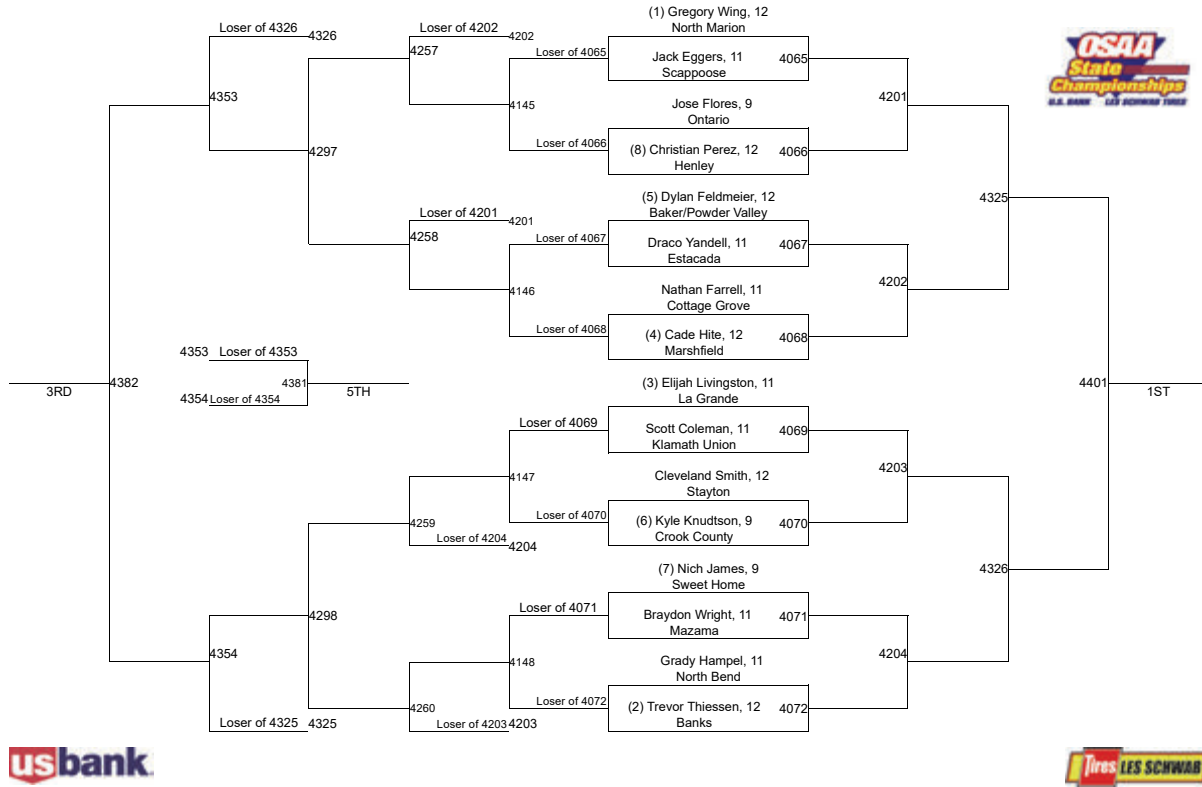 (1) Gregory Wing, 12
North Marion
Loser of 4326
4326
Loser of 4202
4202
4257
Loser of 4065
Jack Eggers, 11
Scappoose
4065
OSAA
State
Championships
U.S. BANK LES SCHWAB TIRES
4353
4145
Jose Flores, 9
Ontario
4201
4297
Loser of 4066
(8) Christian Perez, 12
Henley
4066
(5) Dylan Feldmeier, 12
Baker/Powder Valley
4325
Loser of 4201
4201
4258
Loser of 4067
Draco Yandell, 11
Estacada
4067
4146
Nathan Farrell, 11
Cottage Grove
4202
Loser of 4068
(4) Cade Hite, 12
Marshfield
4068
4353
Loser of 4353
3RD
4382
4381
5TH
4354
Loser of 4354
(3) Elijah Livingston, 11
La Grande
4401
1ST
Loser of 4069
Scott Coleman, 11
Klamath Union
4069
4147
Cleveland Smith, 12
Stayton
4203
4259
Loser of 4070
(6) Kyle Knudtson, 9
Crook County
4070
Loser of 4204
4204
(7) Nich James, 9
Sweet Home
4326
4298
Loser of 4071
Braydon Wright, 11
Mazama
4071
4354
4148
Grady Hampel, 11
North Bend
4204
4260
Loser of 4072
(2) Trevor Thiessen, 12
Banks
4072
Loser of 4325
4325
Loser of 4203
4203
usbank
Tires LES SCHWAB